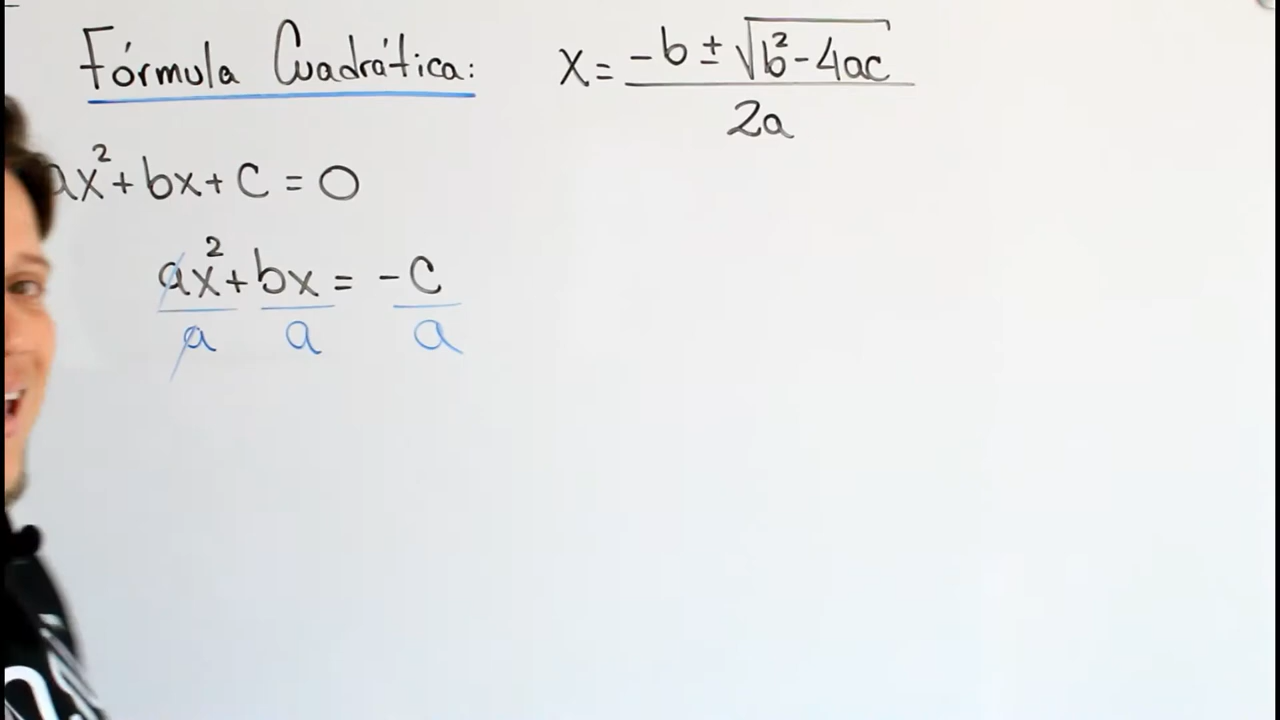 Fórmula Cuadrática:
x = -b ± √(b² - 4ac)
2a
ax² + bx + c = 0
ax² + bx = -c
a a a